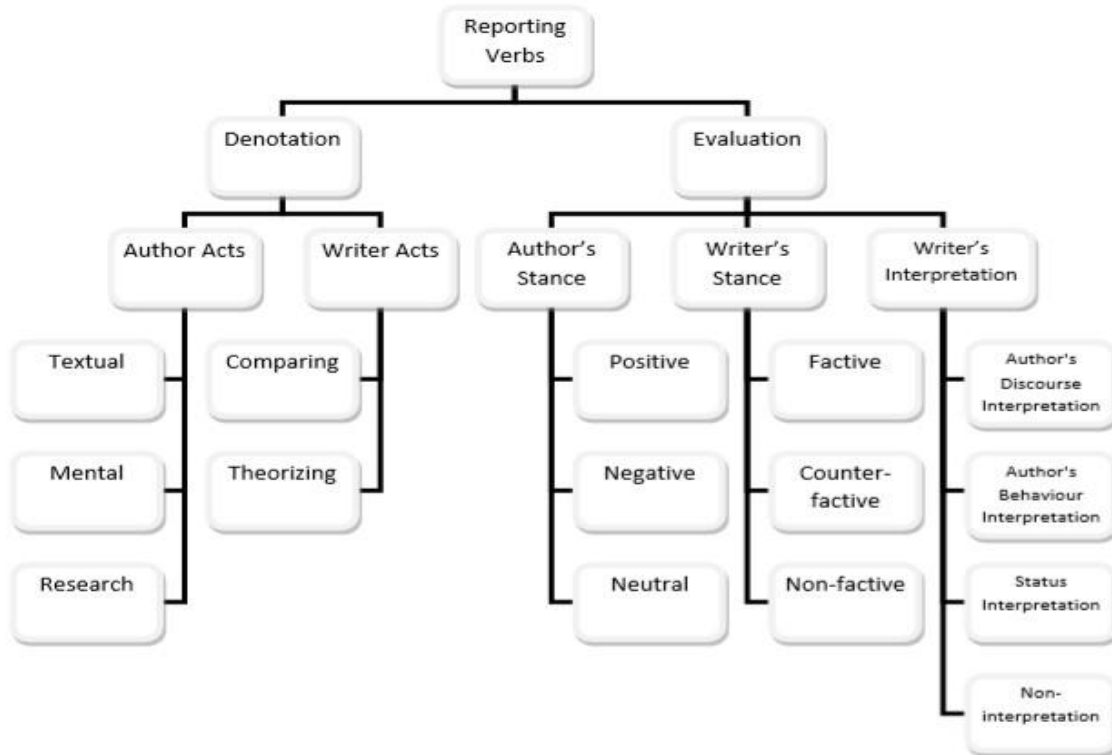 Reporting
Verbs
Denotation
Evaluation
Author Acts
Writer Acts
Author's
Stance
Writer's
Stance
Writer's
Interpretation
Textual
Comparing
Positive
Factive
Author's
Discourse
Interpretation
Mental
Theorizing
Negative
Counter-
factive
Author's
Behaviour
Interpretation
Research
Neutral
Non-factive
Status
Interpretation
Non-
interpretation